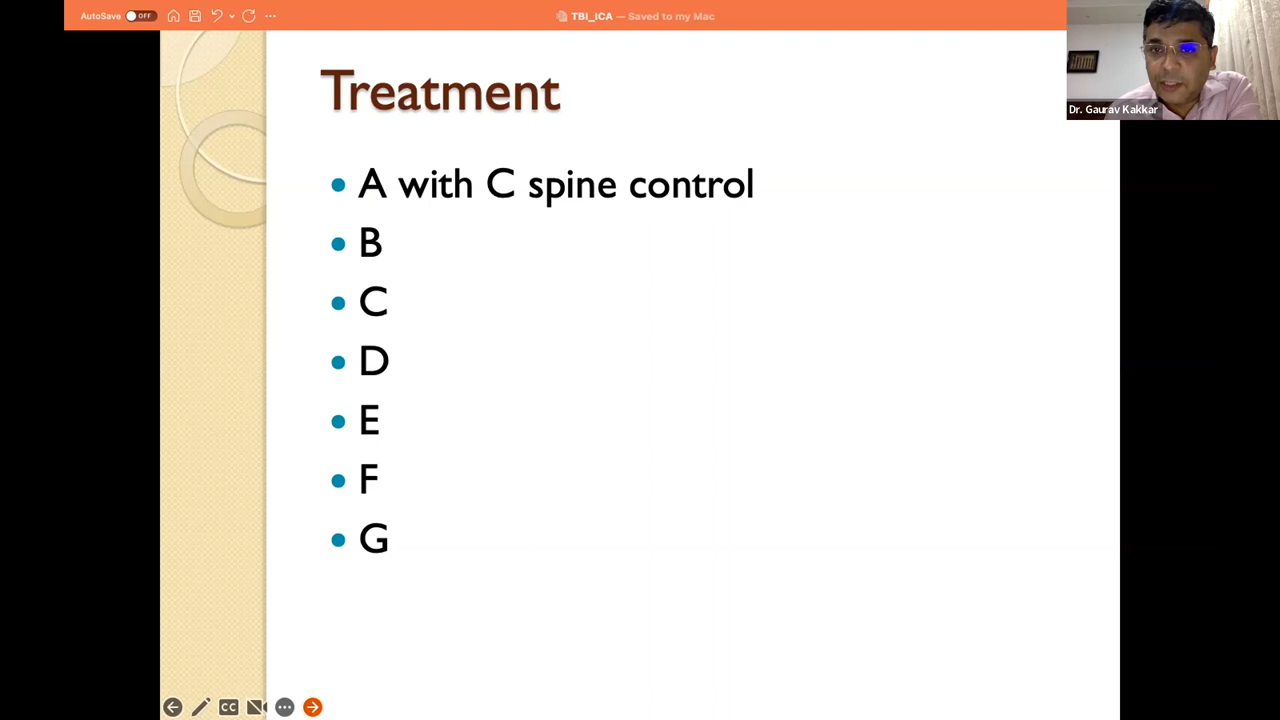 AutoSave OFF
TBI_ICA — Saved to my Mac
Dr. Gaurav Kakkar
Treatment
• A with C spine control
• B
• C
• D
• E
• F
• G
CC